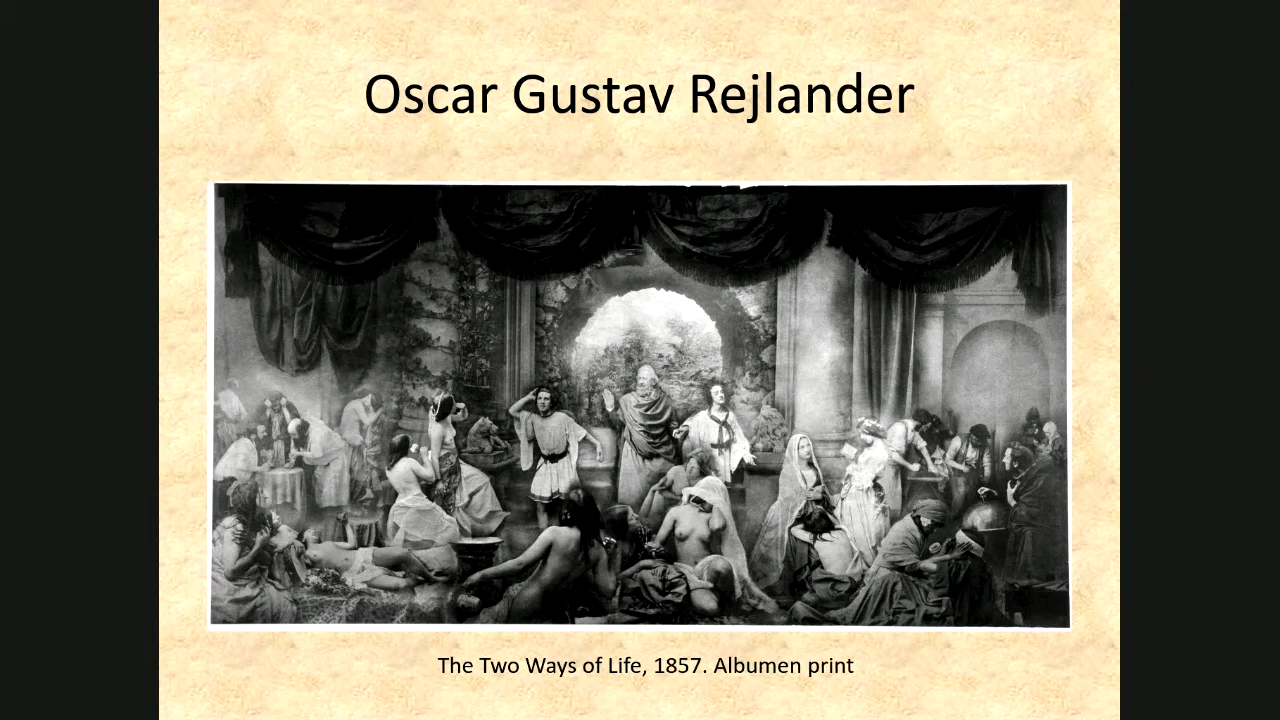 Oscar Gustav Rejlander
The Two Ways of Life, 1857. Albumen print